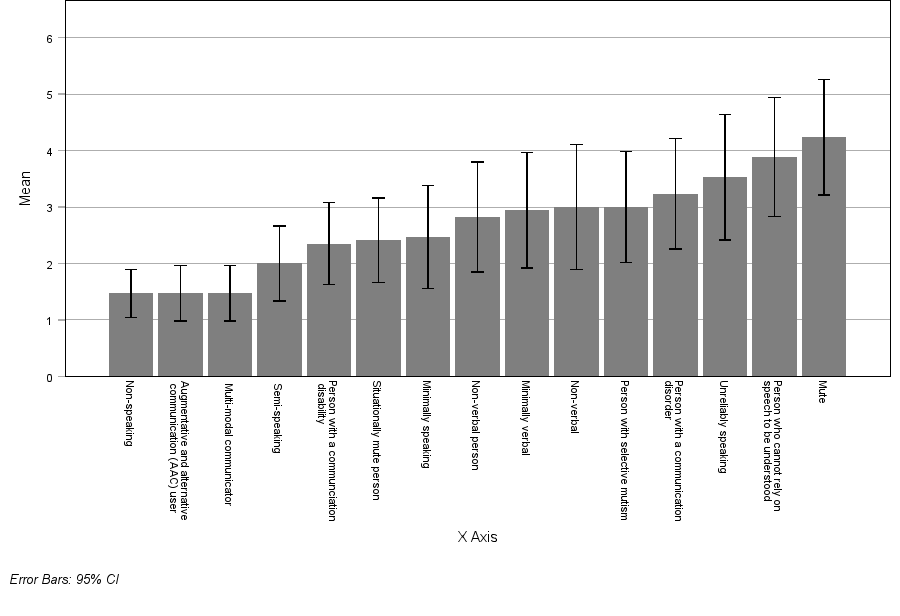 6
5
4
3
2
1
0
Mean
Non-speaking
Augmentative and alternative
communication (AAC) user
Multi-modal communicator
Semi-speaking
Person with a communciation
disability
Situationally mute person
Minimally speaking
Non-verbal person
Minimally verbal
Non-verbal
Person with selective mutism
Person with a communication
disorder
Unreliably speaking
Person who cannot rely on
speech to be understood
Mute
X Axis
Error Bars: 95% CI